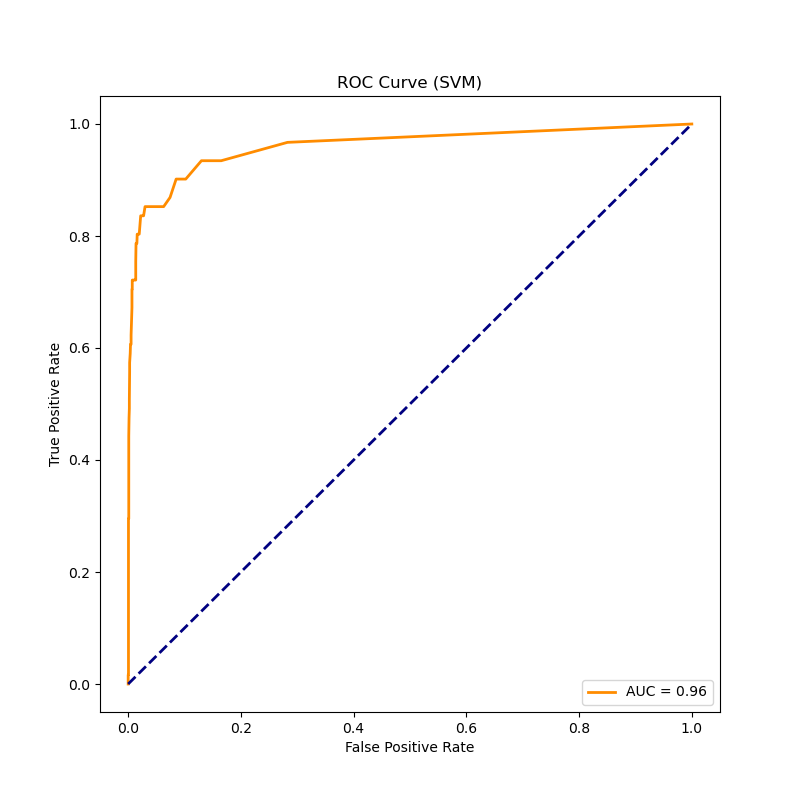 ROC Curve (SVM)
True Positive Rate
1.0
0.8
0.6
0.4
0.2
0.0
AUC = 0.96
0.0 0.2 0.4 0.6 0.8 1.0
False Positive Rate